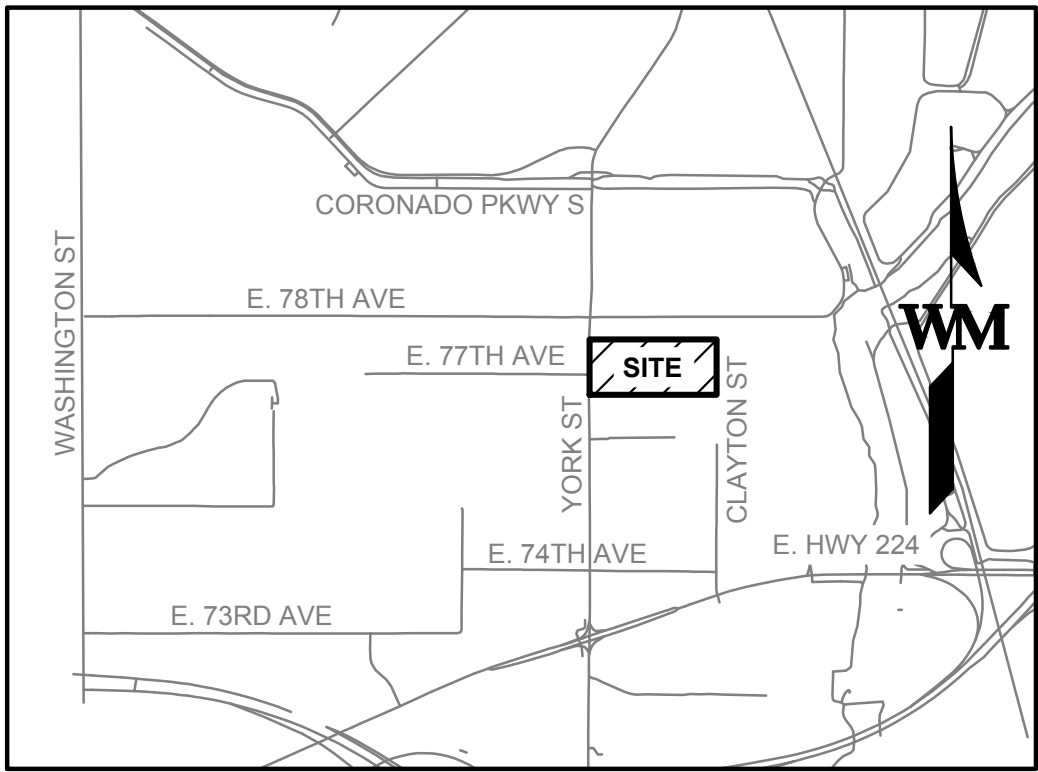 CORONADO PKWY S
WASHINGTON ST
E. 78TH AVE
WM
E. 77TH AVE
SITE
YORK ST
CLAYTON ST
E. 74TH AVE
E. HWY 224
E. 73RD AVE